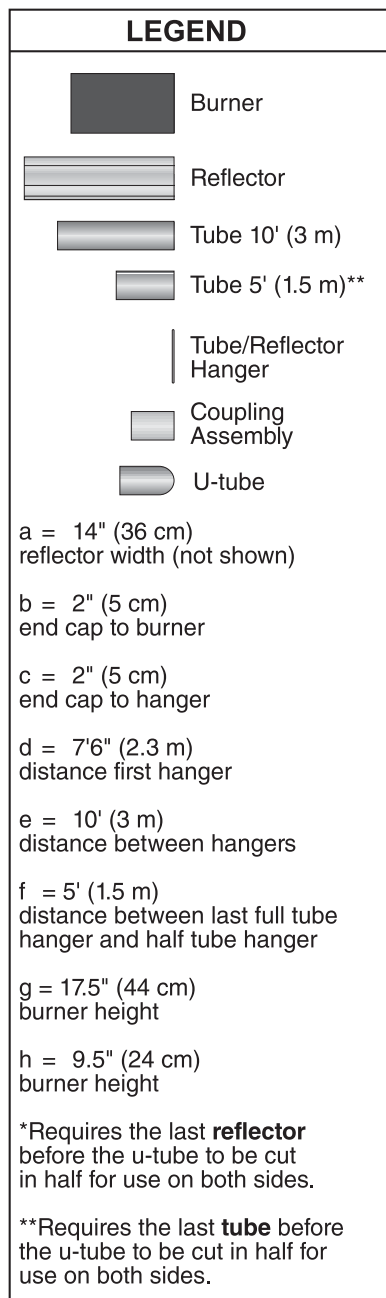 LEGEND
Burner
Reflector
Tube 10' (3 m)
Tube 5' (1.5 m)**
Tube/Reflector
Hanger
Coupling
Assembly
U-tube
a = 14" (36 cm)
reflector width (not shown)
b = 2" (5 cm)
end cap to burner
c = 2" (5 cm)
end cap to hanger
d = 7'6" (2.3 m)
distance first hanger
e = 10' (3 m)
distance between hangers
f = 5' (1.5 m)
distance between last full tube
hanger and half tube hanger
g = 17.5" (44 cm)
burner height
h = 9.5" (24 cm)
burner height
*Requires the last reflector
before the u-tube to be cut
in half for use on both sides.
**Requires the last tube before
the u-tube to be cut in half for
use on both sides.